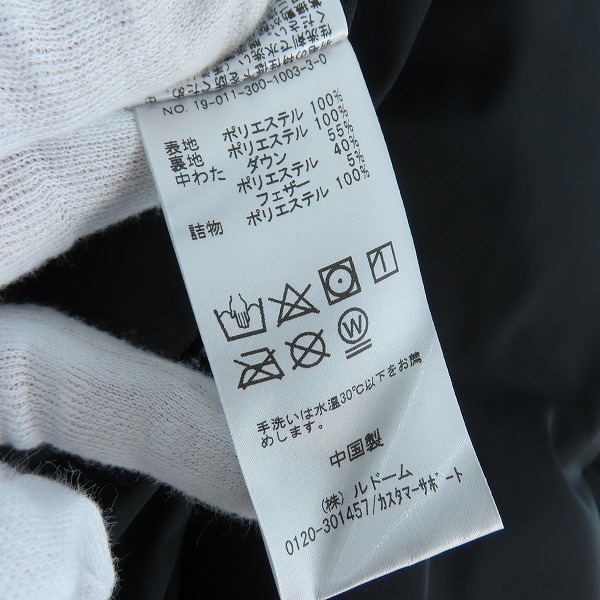 NO. 19-011-300-1003-3-0
表地 ポリエステル 100%
裏地 ポリエステル 100%
中わた ダウン 55%
ポリエステル 40%
フェザー 5%
詰物 ポリエステル 100%
W
手洗いは水温30℃以下をお薦
めします。
中国製
(株) ルドーム
0120-301457/カスタマーサポート